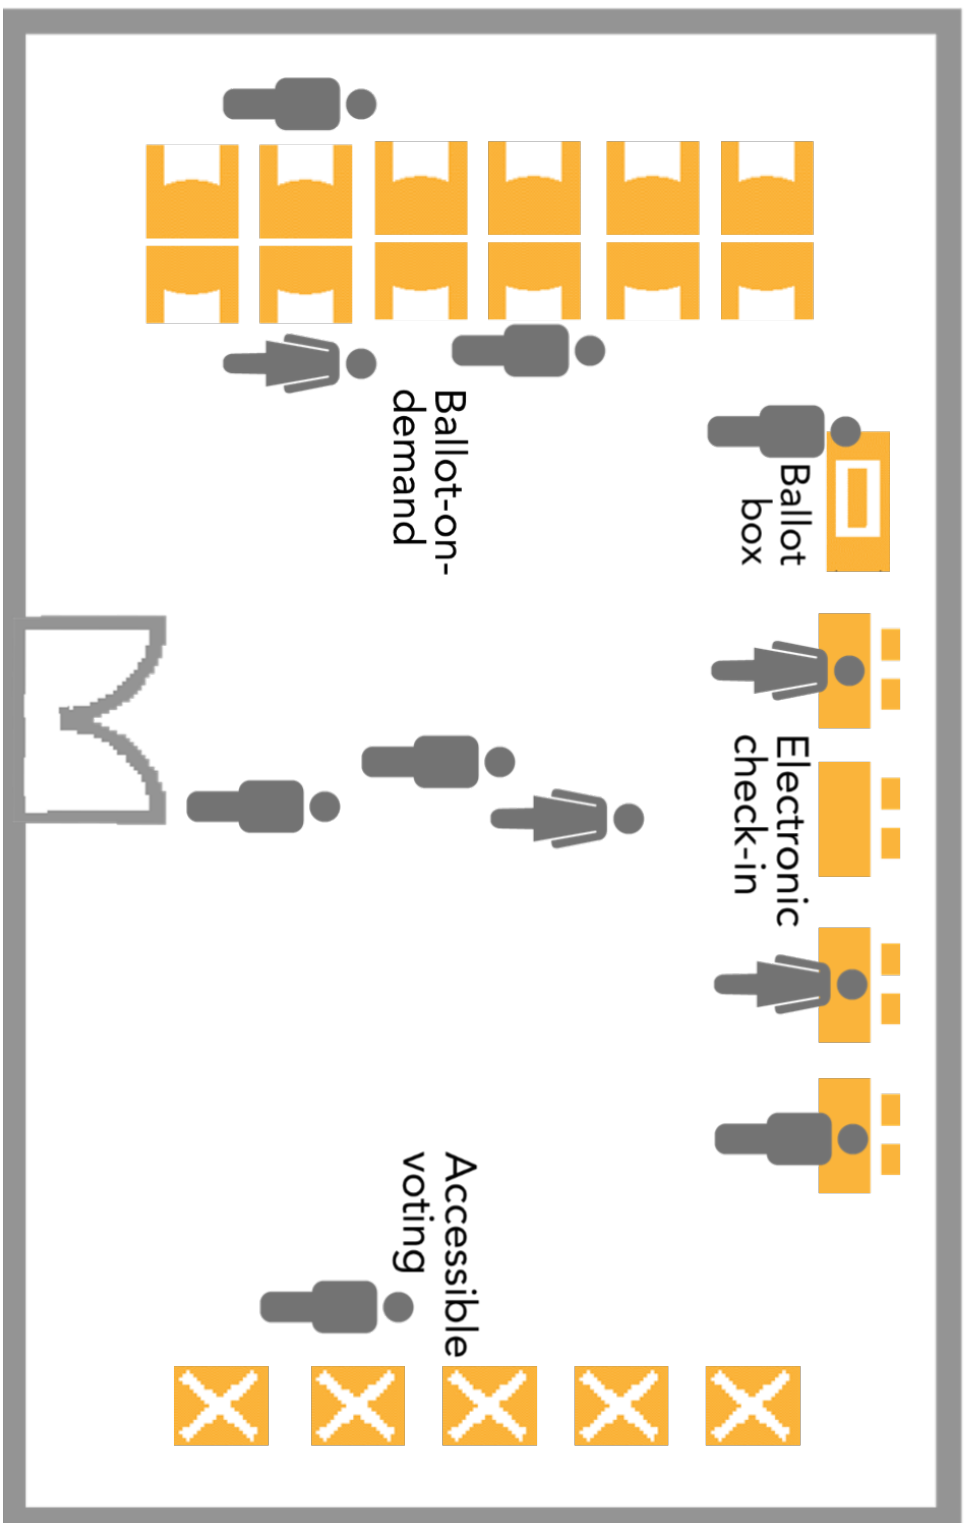 Ballot-on-
demand
Ballot
box
Electronic
check-in
Accessible
voting